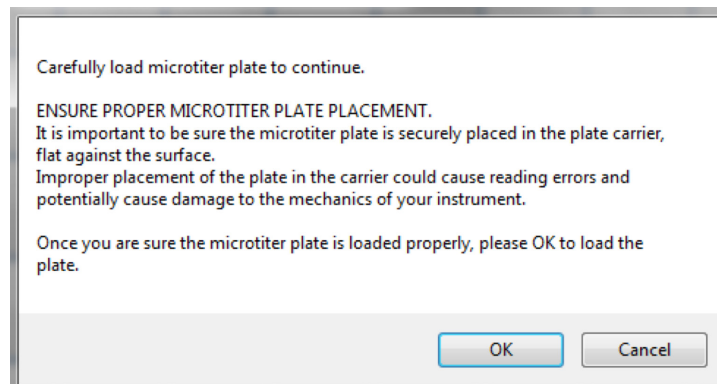 Carefully load microtiter plate to continue.
ENSURE PROPER MICROTITER PLATE PLACEMENT.
It is important to be sure the microtiter plate is securely placed in the plate carrier,
flat against the surface.
Improper placement of the plate in the carrier could cause reading errors and
potentially cause damage to the mechanics of your instrument.
Once you are sure the microtiter plate is loaded properly, please OK to load the
plate.
OK
Cancel